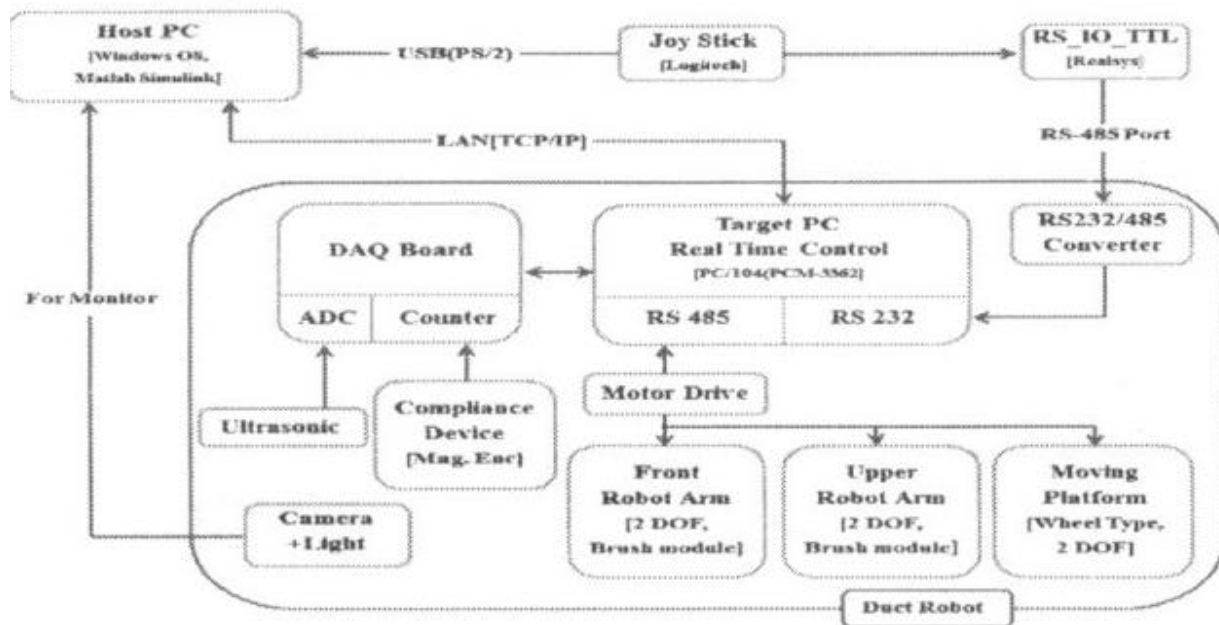 Host PC
[Windows OS,
Matlab Simulink]
USB(PS/2)
Joy Stick
[Logitech]
RS_IO_TTL
[Realsys]
LAN[TCP/IP]
RS-485 Port
DAQ Board
ADC
Counter
Target PC
Real Time Control
[PC/104(PCM-3362]
RS 485
RS 232
RS232/485
Converter
For Monitor
Ultrasonic
Compliance
Device
[Mag. Enc]
Motor Drive
Front
Robot Arm
[2 DOF,
Brush module]
Upper
Robot Arm
[2 DOF,
Brush module]
Moving
Platform
[Wheel Type,
2 DOF]
Camera
+Light
Duct Robot